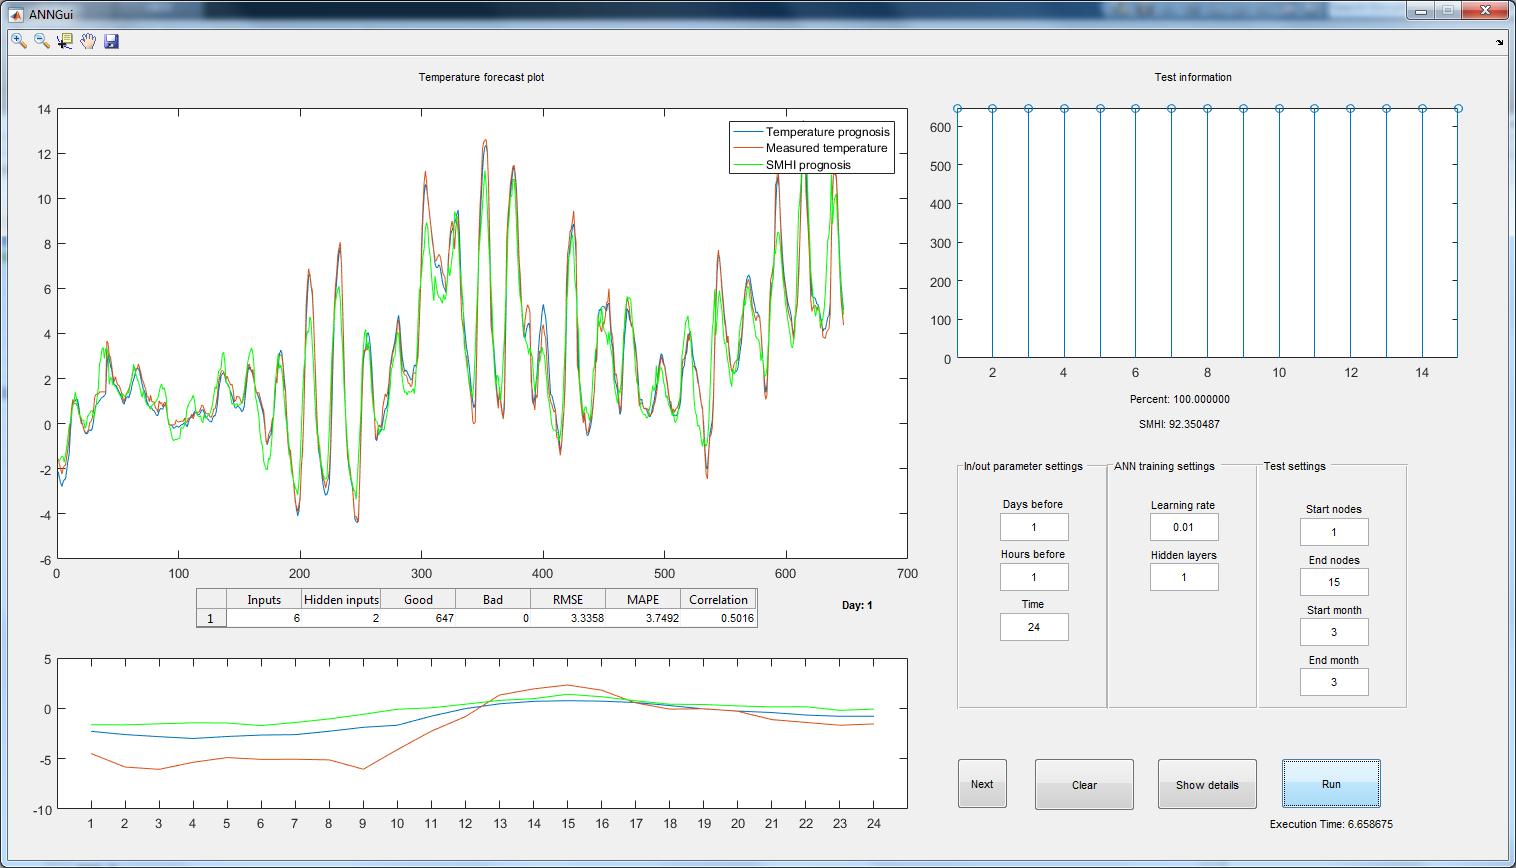 ANNGui
Temperature forecast plot
14
12
10
8
6
4
2
0
-2
-4
-6
0 100 200 300 400 500 600 700
Temperature prognosis
Measured temperature
SMHI prognosis
Inputs Hidden inputs Good Bad RMSE MAPE Correlation
1 6 2 647 0 3.3358 3.7492 0.5016
Day: 1
5
0
-5
-10
1 2 3 4 5 6 7 8 9 10 11 12 13 14 15 16 17 18 19 20 21 22 23 24
Test information
600
500
400
300
200
100
0
2 4 6 8 10 12 14
Percent: 100.000000
SMHI: 92.350487
In/out parameter settings
Days before
1
Hours before
1
Time
24
ANN training settings
Learning rate
0.01
Hidden layers
1
Test settings
Start nodes
1
End nodes
15
Start month
3
End month
3
Next Clear Show details Run
Execution Time: 6.658675